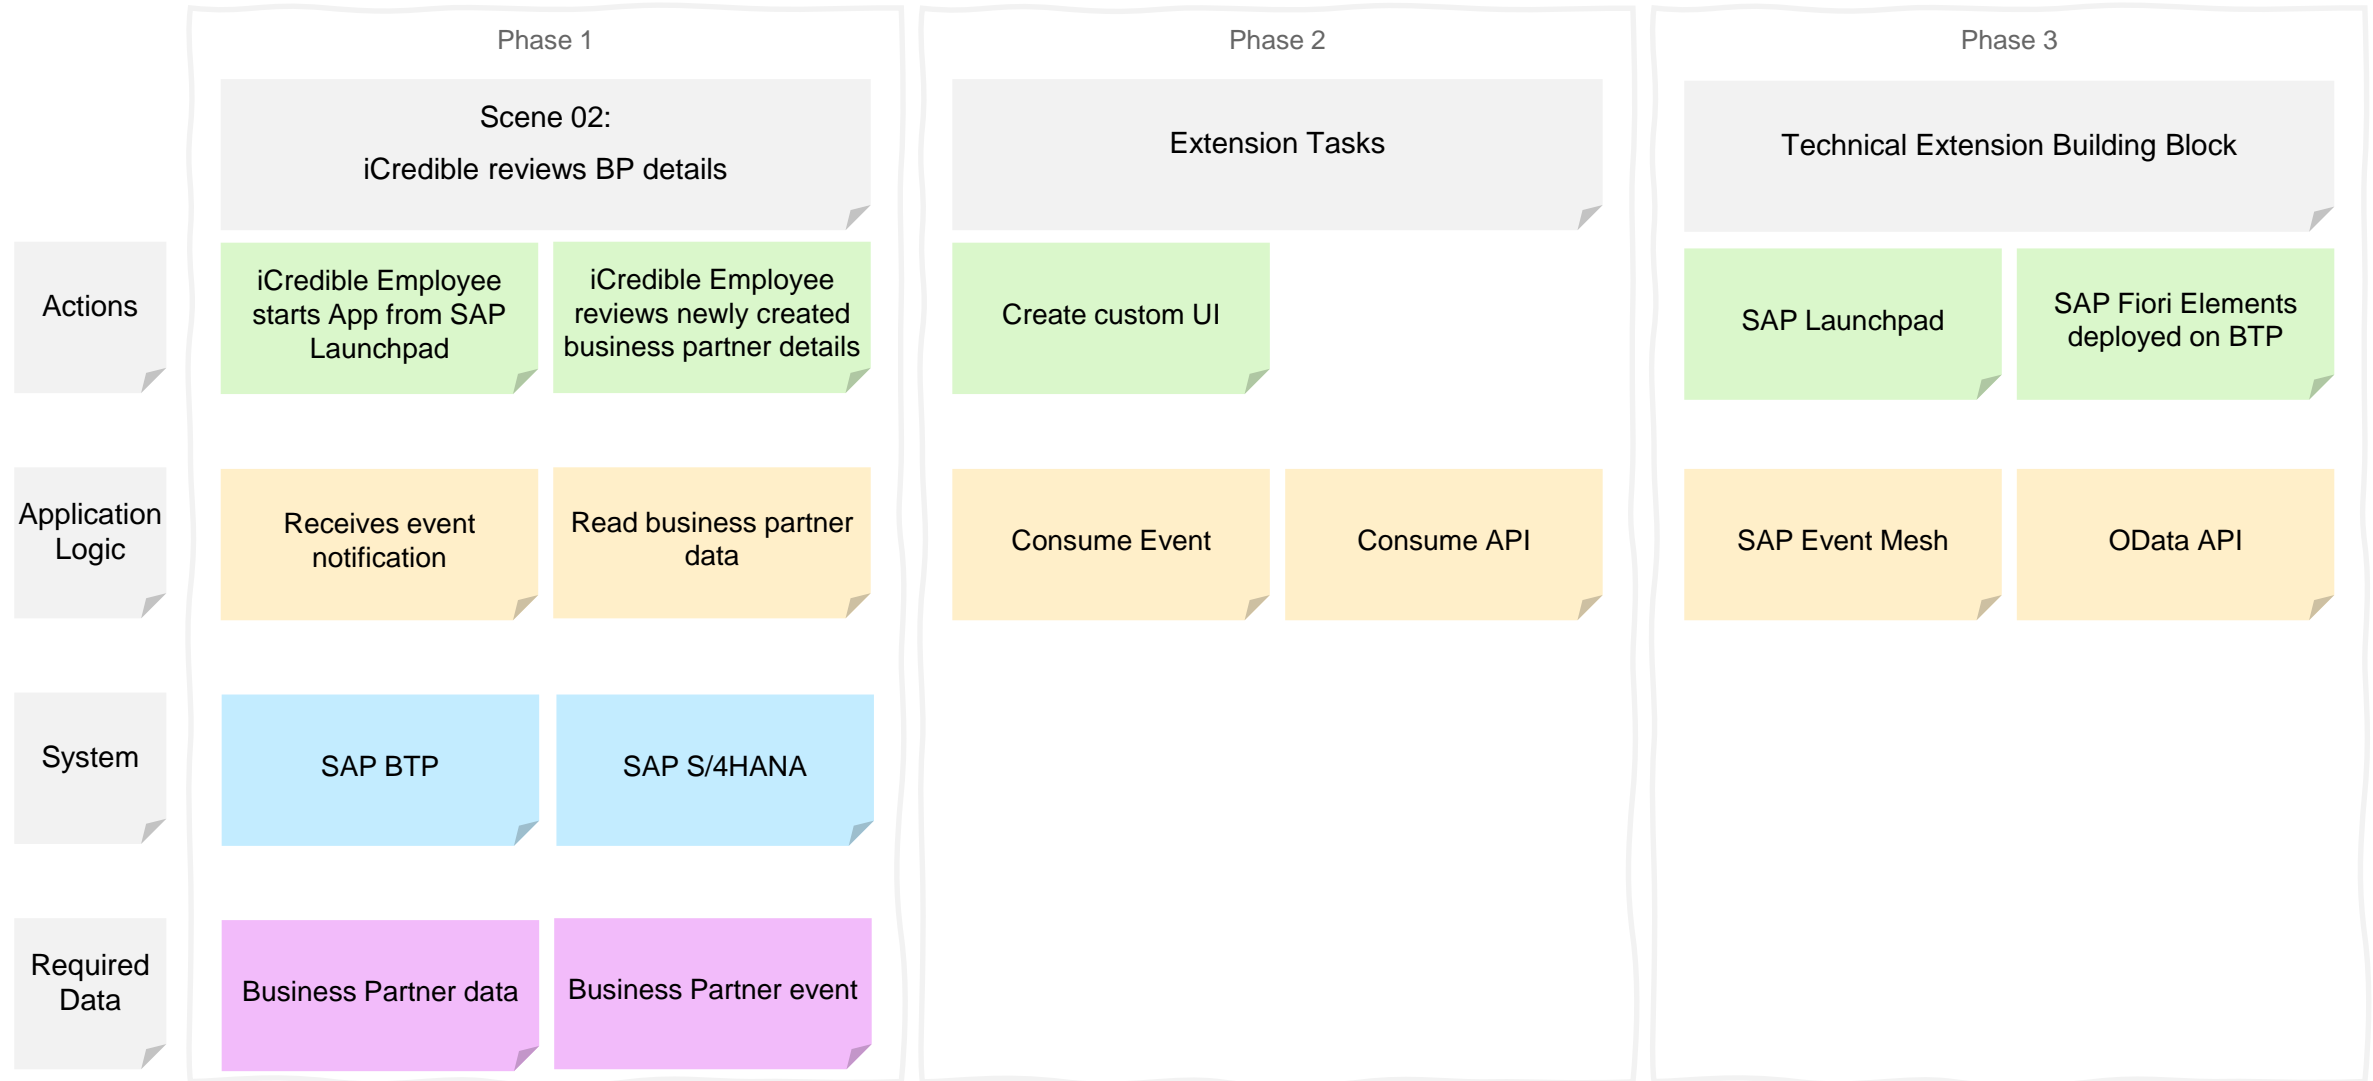 Phase 1
Phase 2
Phase 3
Scene 02:
iCredible reviews BP details
Extension Tasks
Technical Extension Building Block
Actions
iCredible Employee
starts App from SAP
Launchpad
iCredible Employee
reviews newly created
business partner details
Create custom UI
SAP Launchpad
SAP Fiori Elements
deployed on BTP
Application
Logic
Receives event
notification
Read business partner
data
Consume Event
Consume API
SAP Event Mesh
OData API
System
SAP BTP
SAP S/4HANA
Required
Data
Business Partner data
Business Partner event